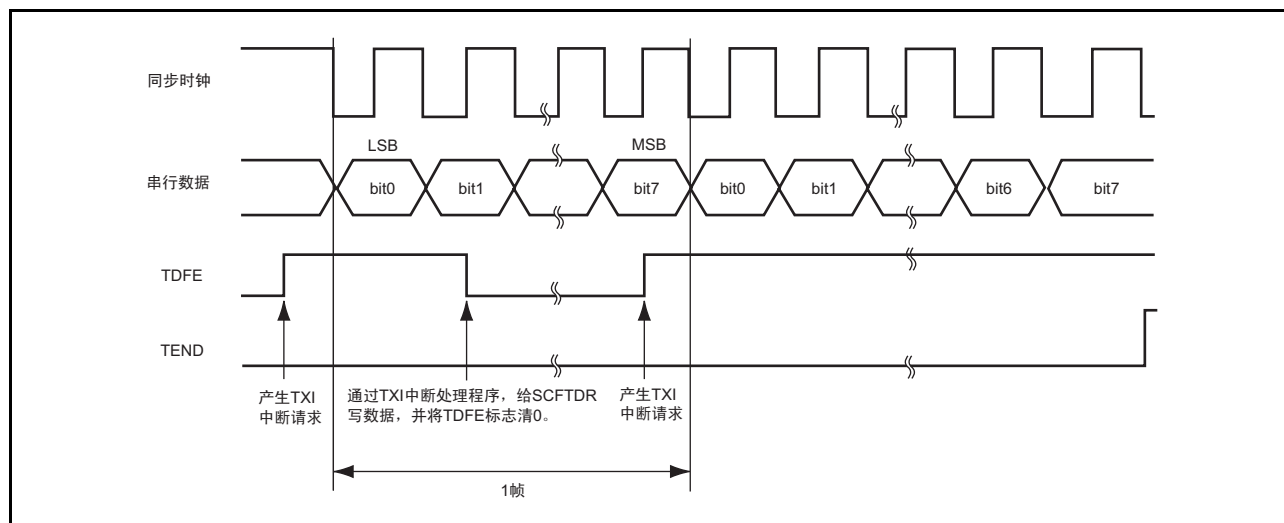 同步时钟
LSB
MSB
串行数据
bit0
bit1
bit7
bit0
bit1
bit6
bit7
TDFE
TEND
产生TXI
中断请求
通过TXI中断处理程序，给SCFTDR
写数据，并将TDFE标志清0。
产生TXI
中断请求
1帧